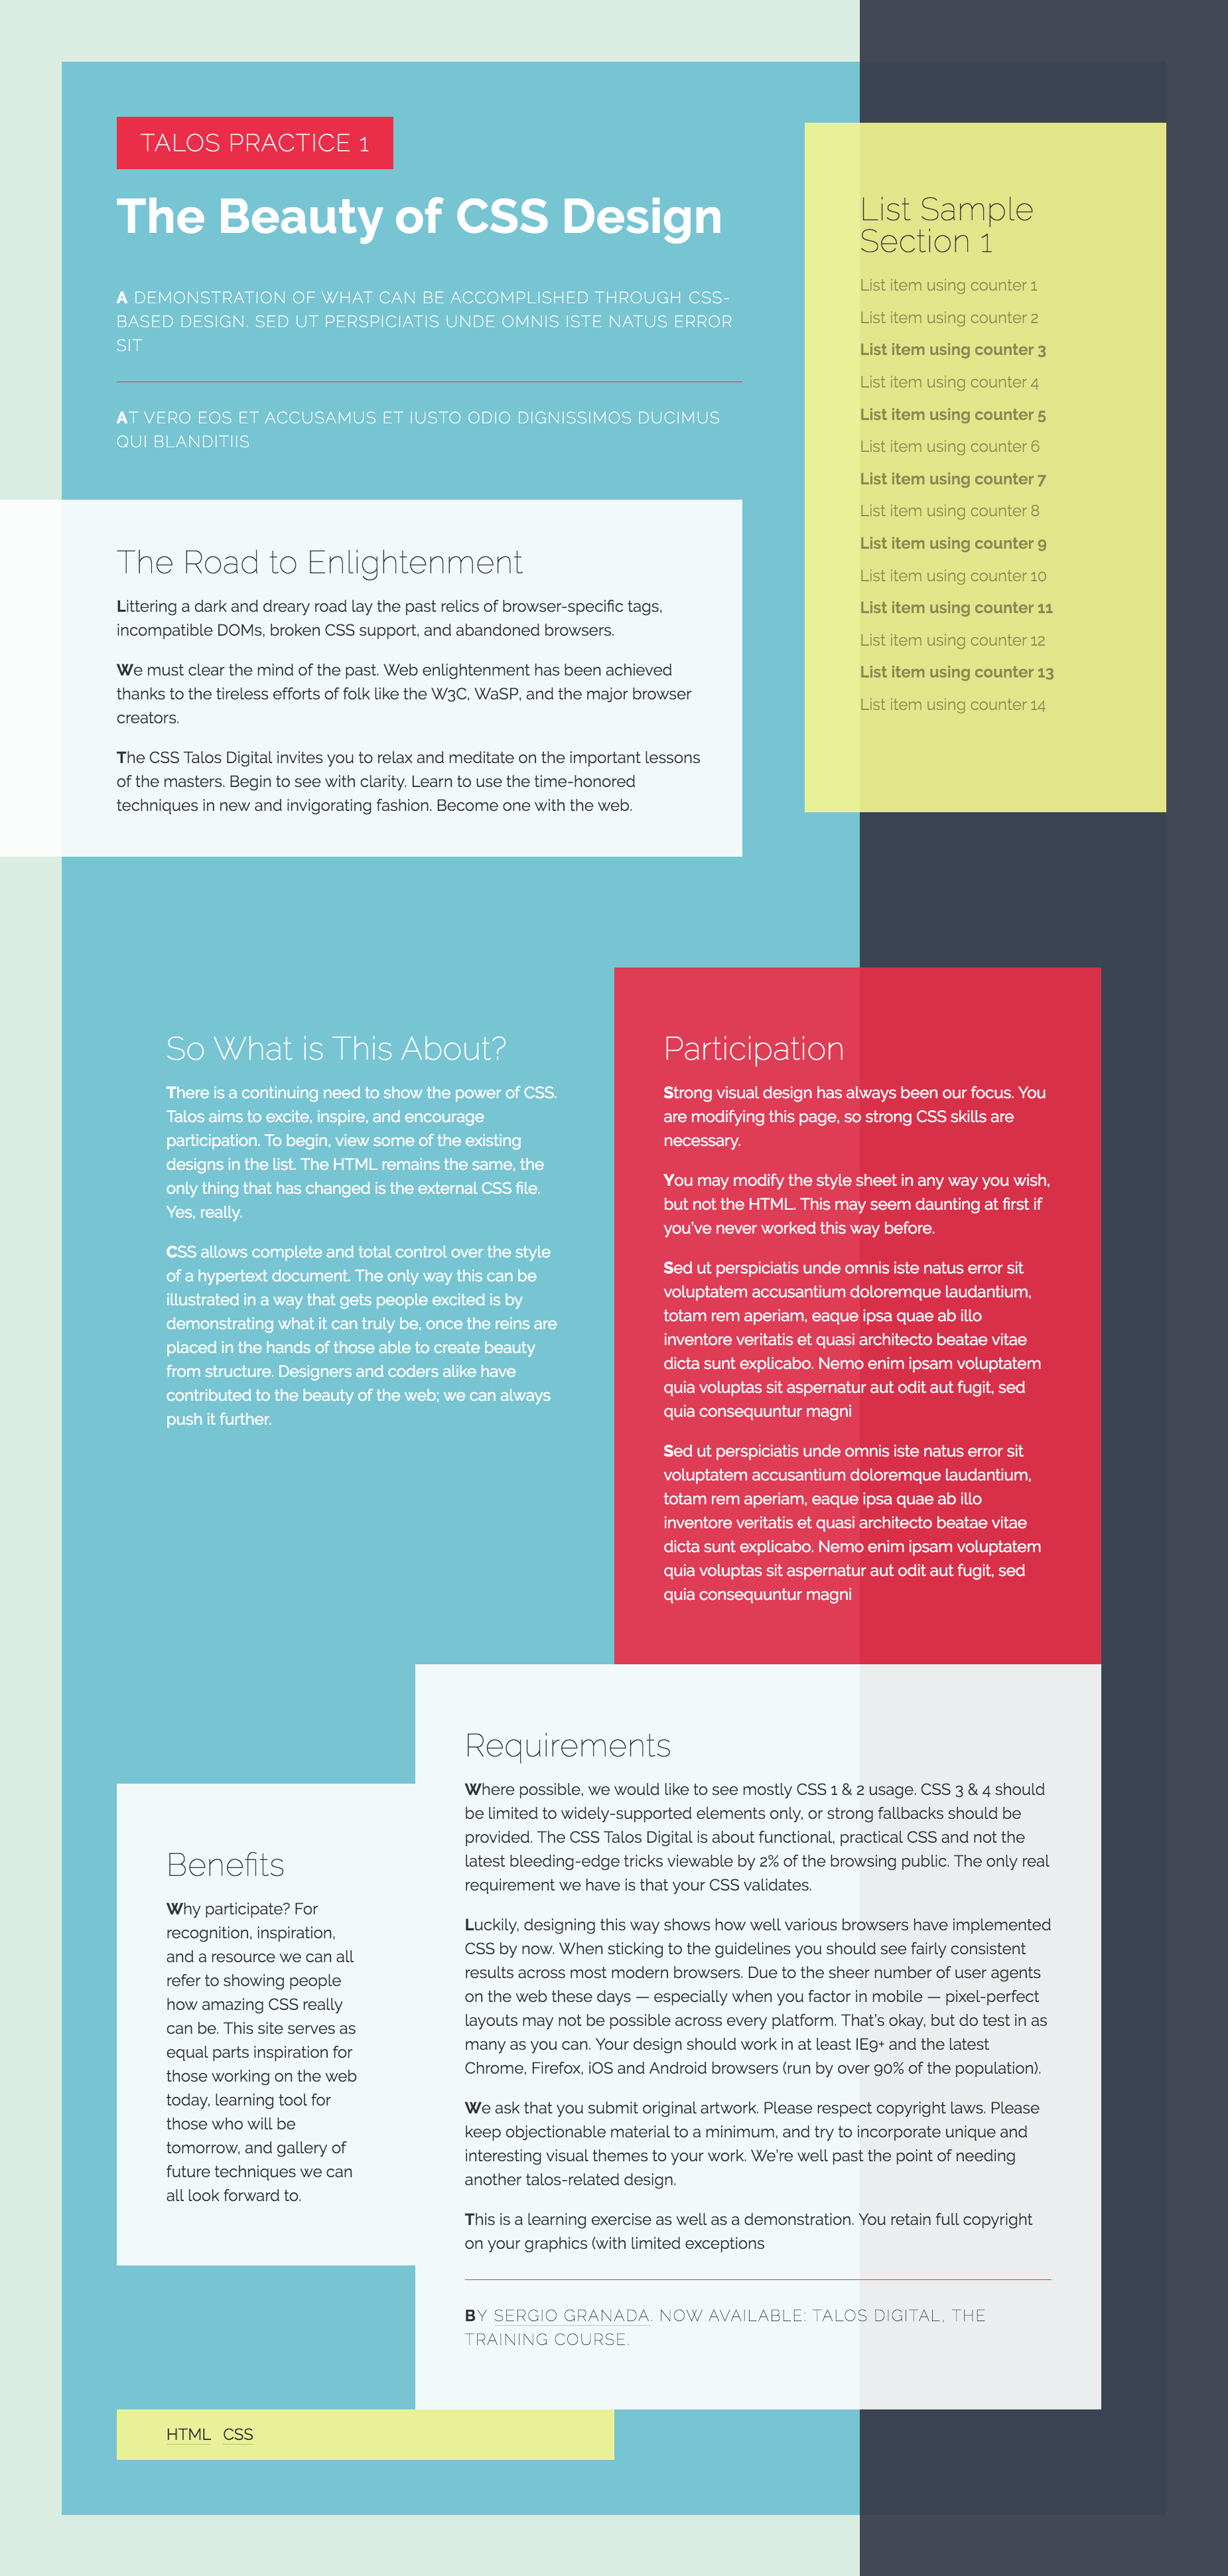 TALOS PRACTICE 1
The Beauty of CSS Design
A DEMONSTRATION OF WHAT CAN BE ACCOMPLISHED THROUGH CSS-
BASED DESIGN. SED UT PERSPICIATIS UNDE OMNIS ISTE NATUS ERROR
SIT
AT VERO EOS ET ACCUSAMUS ET IUSTO ODIO DIGNISSIMOS DUCIMUS
QUI BLANDITIIS
List Sample
Section 1
List item using counter 1
List item using counter 2
List item using counter 3
List item using counter 4
List item using counter 5
List item using counter 6
List item using counter 7
List item using counter 8
List item using counter 9
List item using counter 10
List item using counter 11
List item using counter 12
List item using counter 13
List item using counter 14
The Road to Enlightenment
Littering a dark and dreary road lay the past relics of browser-specific tags,
incompatible DOMs, broken CSS support, and abandoned browsers.
We must clear the mind of the past. Web enlightenment has been achieved
thanks to the tireless efforts of folk like the W3C, WaSP, and the major browser
creators.
The CSS Talos Digital invites you to relax and meditate on the important lessons
of the masters. Begin to see with clarity. Learn to use the time-honored
techniques in new and invigorating fashion. Become one with the web.
So What is This About?
There is a continuing need to show the power of CSS.
Talos aims to excite, inspire, and encourage
participation. To begin, view some of the existing
designs in the list. The HTML remains the same, the
only thing that has changed is the external CSS file.
Yes, really.
CSS allows complete and total control over the style
of a hypertext document. The only way this can be
illustrated in a way that gets people excited is by
demonstrating what it can truly be, once the reins are
placed in the hands of those able to create beauty
from structure. Designers and coders alike have
contributed to the beauty of the web; we can always
push it further.
Participation
Strong visual design has always been our focus. You
are modifying this page, so strong CSS skills are
necessary.
You may modify the style sheet in any way you wish,
but not the HTML. This may seem daunting at first if
you've never worked this way before.
Sed ut perspiciatis unde omnis iste natus error sit
voluptatem accusantium doloremque laudantium,
totam rem aperiam, eaque ipsa quae ab illo
inventore veritatis et quasi architecto beatae vitae
dicta sunt explicabo. Nemo enim ipsam voluptatem
quia voluptas sit aspernatur aut odit aut fugit, sed
quia consequuntur magni
Sed ut perspiciatis unde omnis iste natus error sit
voluptatem accusantium doloremque laudantium,
totam rem aperiam, eaque ipsa quae ab illo
inventore veritatis et quasi architecto beatae vitae
dicta sunt explicabo. Nemo enim ipsam voluptatem
quia voluptas sit aspernatur aut odit aut fugit, sed
quia consequuntur magni
Benefits
Why participate? For
recognition, inspiration,
and a resource we can all
refer to showing people
how amazing CSS really
can be. This site serves as
equal parts inspiration for
those working on the web
today, learning tool for
those who will be
tomorrow, and gallery of
future techniques we can
all look forward to.
Requirements
Where possible, we would like to see mostly CSS 1 & 2 usage. CSS 3 & 4 should
be limited to widely-supported elements only, or strong fallbacks should be
provided. The CSS Talos Digital is about functional, practical CSS and not the
latest bleeding-edge tricks viewable by 2% of the browsing public. The only real
requirement we have is that your CSS validates.
Luckily, designing this way shows how well various browsers have implemented
CSS by now. When sticking to the guidelines you should see fairly consistent
results across most modern browsers. Due to the sheer number of user agents
on the web these days — especially when you factor in mobile — pixel-perfect
layouts may not be possible across every platform. That's okay, but do test in as
many as you can. Your design should work in at least IE9+ and the latest
Chrome, Firefox, iOS and Android browsers (run by over 90% of the population).
We ask that you submit original artwork. Please respect copyright laws. Please
keep objectionable material to a minimum, and try to incorporate unique and
interesting visual themes to your work. We're well past the point of needing
another talos-related design.
This is a learning exercise as well as a demonstration. You retain full copyright
on your graphics (with limited exceptions
BY SERGIO GRANADA. NOW AVAILABLE: TALOS DIGITAL, THE
TRAINING COURSE.
HTML CSS